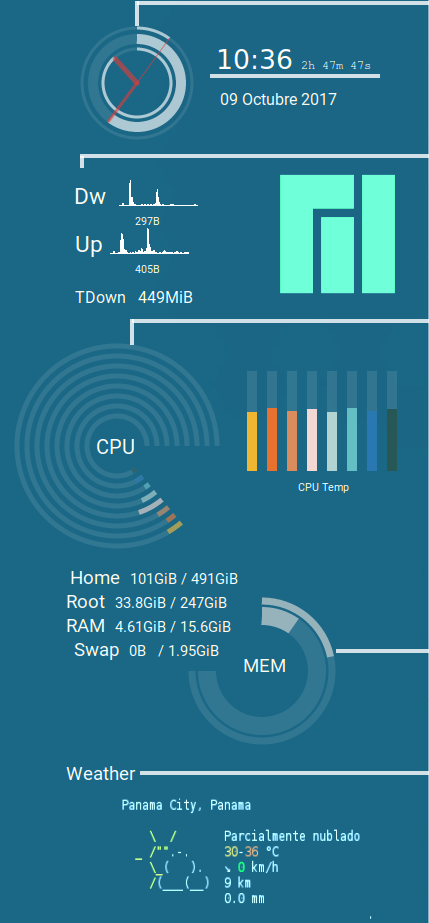 10:36 2h 47m 47s
09 Octubre 2017
Dw
297B
Up
405B
TDown 449MiB
CPU
CPU Temp
Home 101GiB / 491GiB
Root 33.8GiB / 247GiB
RAM 4.61GiB / 15.6GiB
Swap 0B / 1.95GiB
MEM
Weather
Panama City, Panama
Parcialmente nublado
30-36 °C
↘ 0 km/h
9 km
0.0 mm